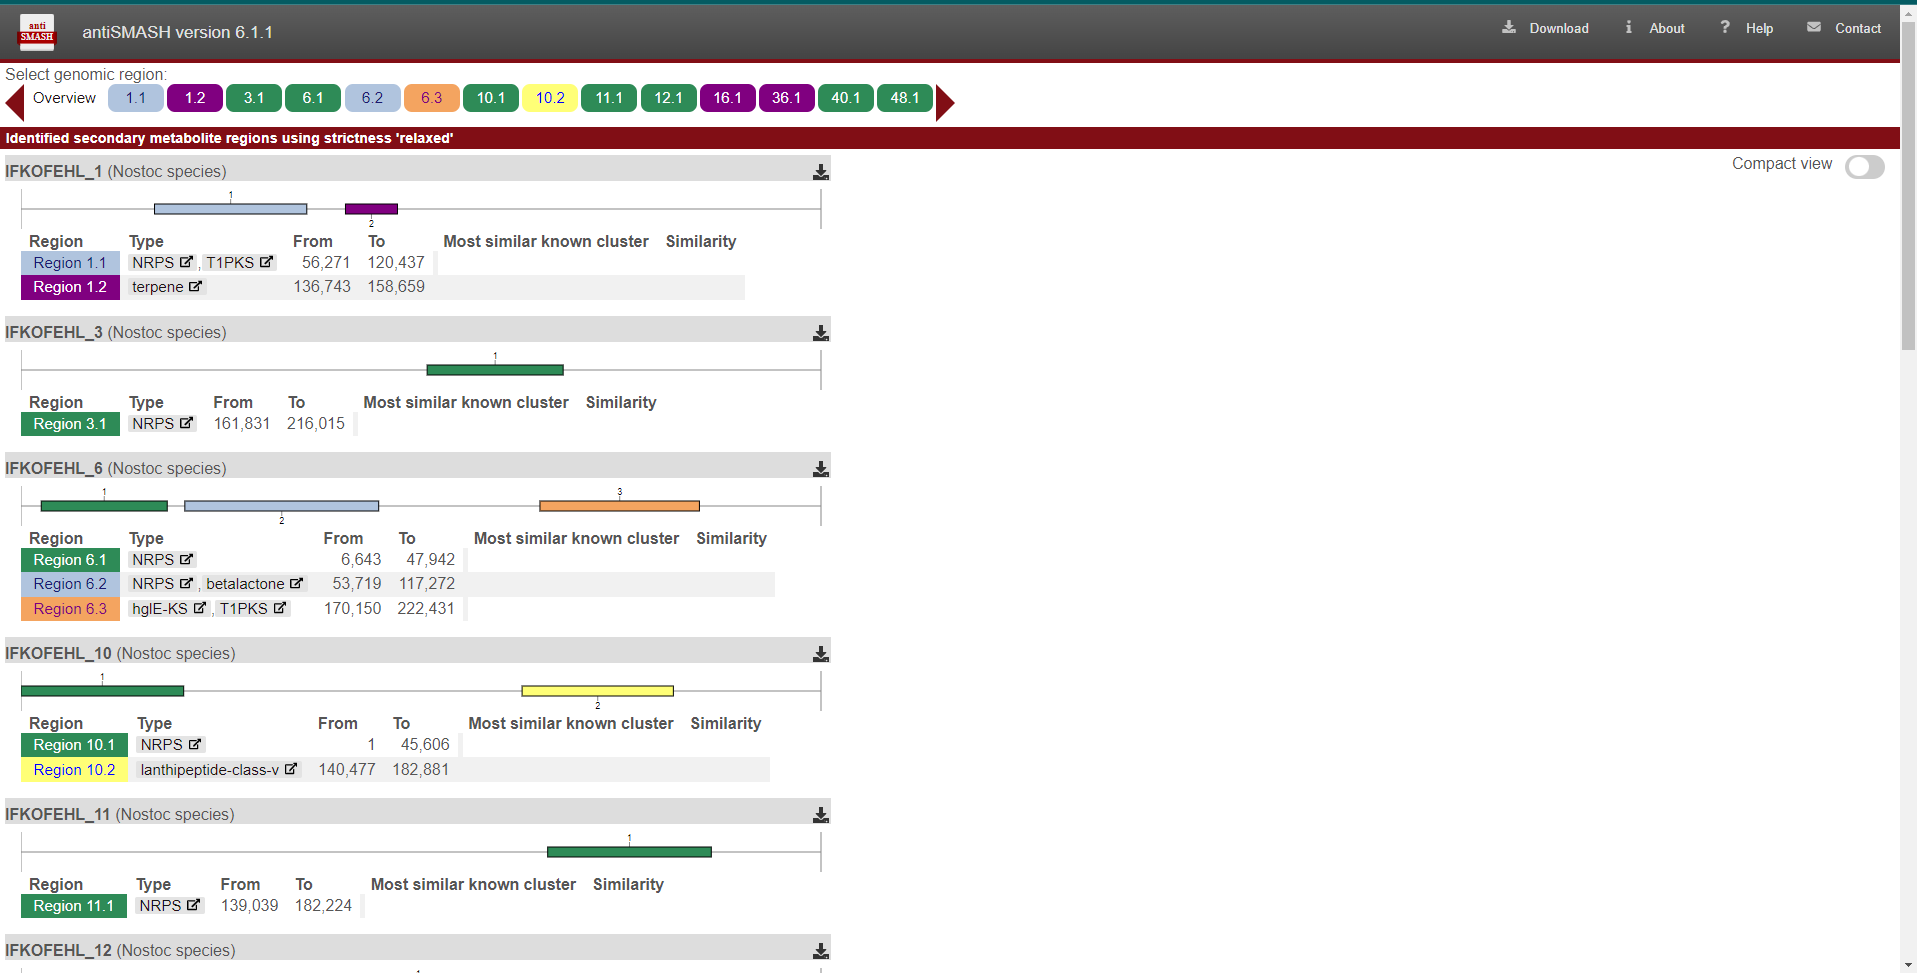 anti
SMASH
antiSMASH version 6.1.1
Download
About
Help
Contact
Select genomic region:
Overview 1.1 1.2 3.1 6.1 6.2 6.3 10.1 10.2 11.1 12.1 16.1 36.1 40.1 48.1
Identified secondary metabolite regions using strictness 'relaxed'
Compact view
IFKOFEHL_1 (Nostoc species)
1
2
Region Type From To Most similar known cluster Similarity
Region 1.1 NRPS , T1PKS 56,271 120,437
Region 1.2 terpene 136,743 158,659
IFKOFEHL_3 (Nostoc species)
1
Region Type From To Most similar known cluster Similarity
Region 3.1 NRPS 161,831 216,015
IFKOFEHL_6 (Nostoc species)
1 3
2
Region Type From To Most similar known cluster Similarity
Region 6.1 NRPS 6,643 47,942
Region 6.2 NRPS , betalactone 53,719 117,272
Region 6.3 hglE-KS , T1PKS 170,150 222,431
IFKOFEHL_10 (Nostoc species)
1
2
Region Type From To Most similar known cluster Similarity
Region 10.1 NRPS 1 45,606
Region 10.2 lanthipeptide-class-v 140,477 182,881
IFKOFEHL_11 (Nostoc species)
1
Region Type From To Most similar known cluster Similarity
Region 11.1 NRPS 139,039 182,224
IFKOFEHL_12 (Nostoc species)
1